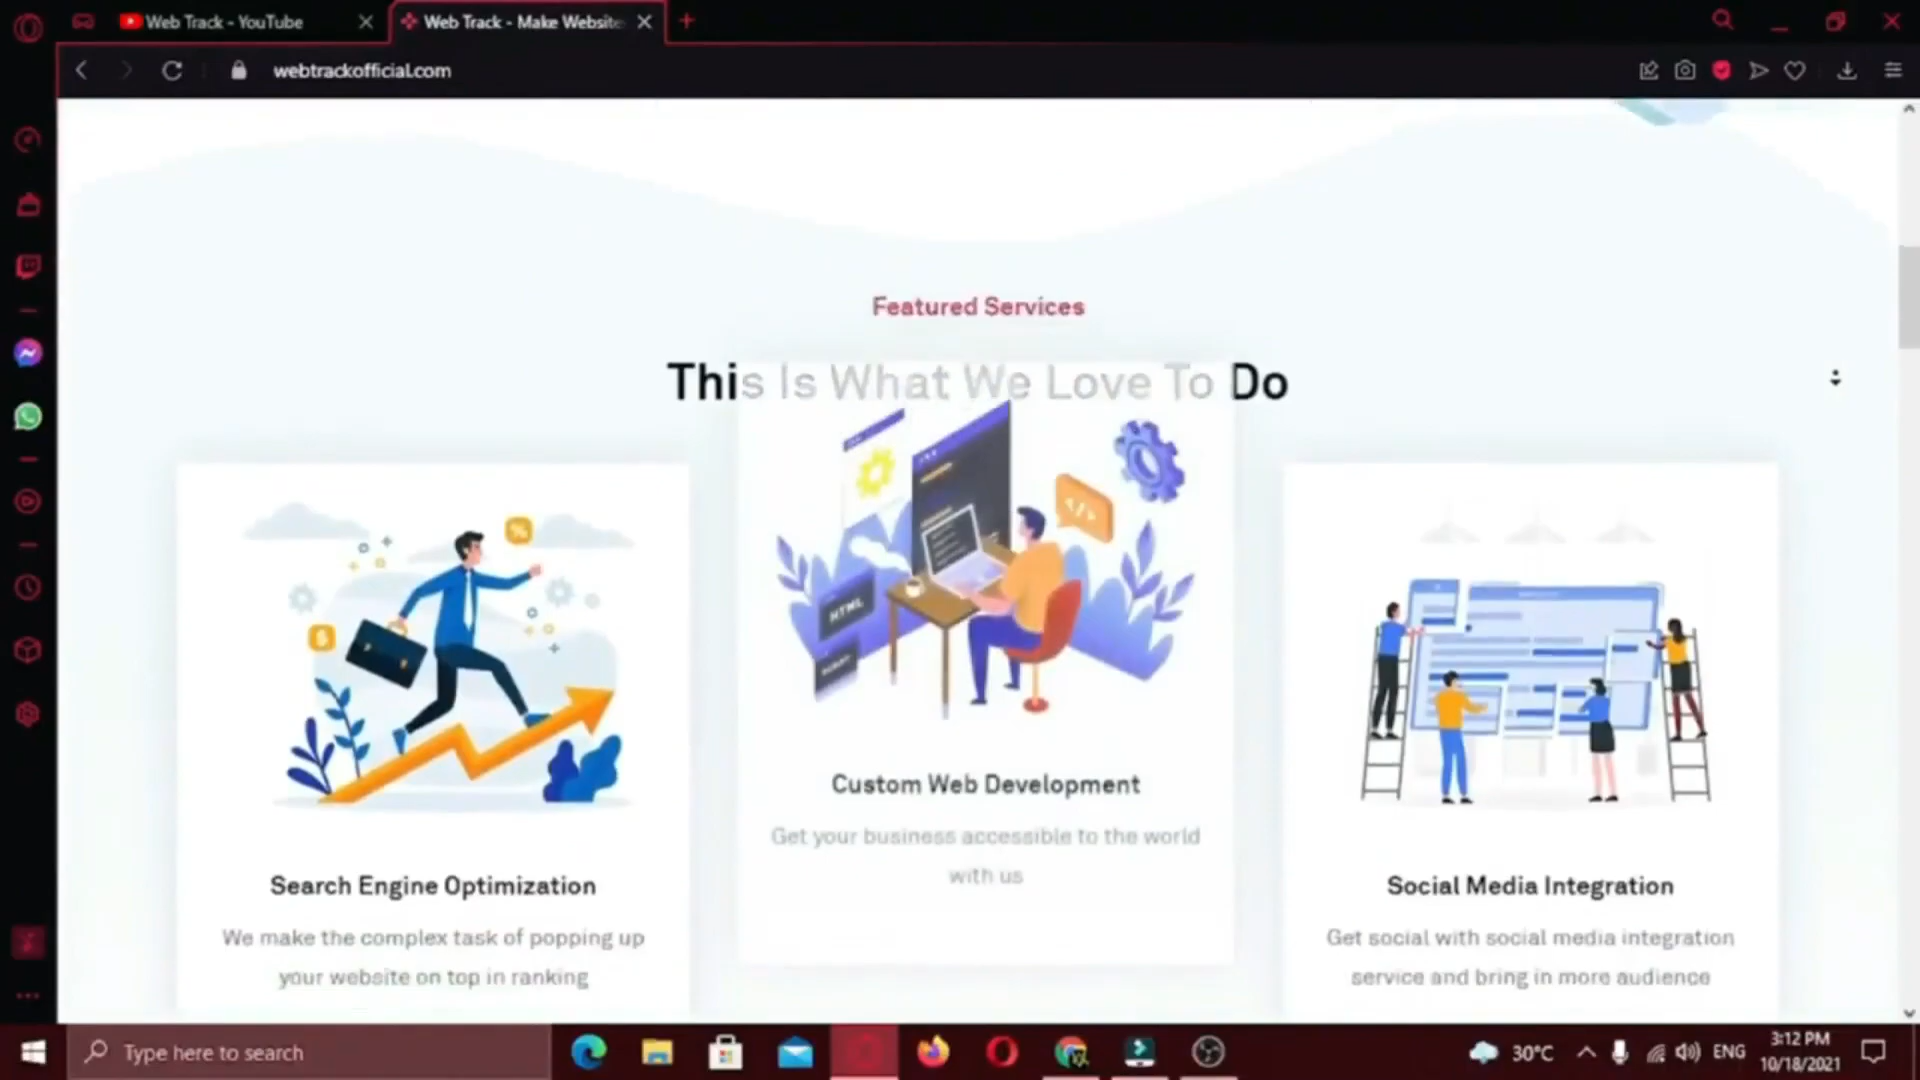 Web Track - YouTube
Web Track - Make Website
webtrackofficial.com
Featured Services
This Is What We Love To Do
HTML
</>
%
$
Search Engine Optimization
We make the complex task of popping up
your website on top in ranking
Custom Web Development
Get your business accessible to the world
with us
Social Media Integration
Get social with social media integration
service and bring in more audience
Type here to search
30°C
ENG
3:12 PM
10/18/2021